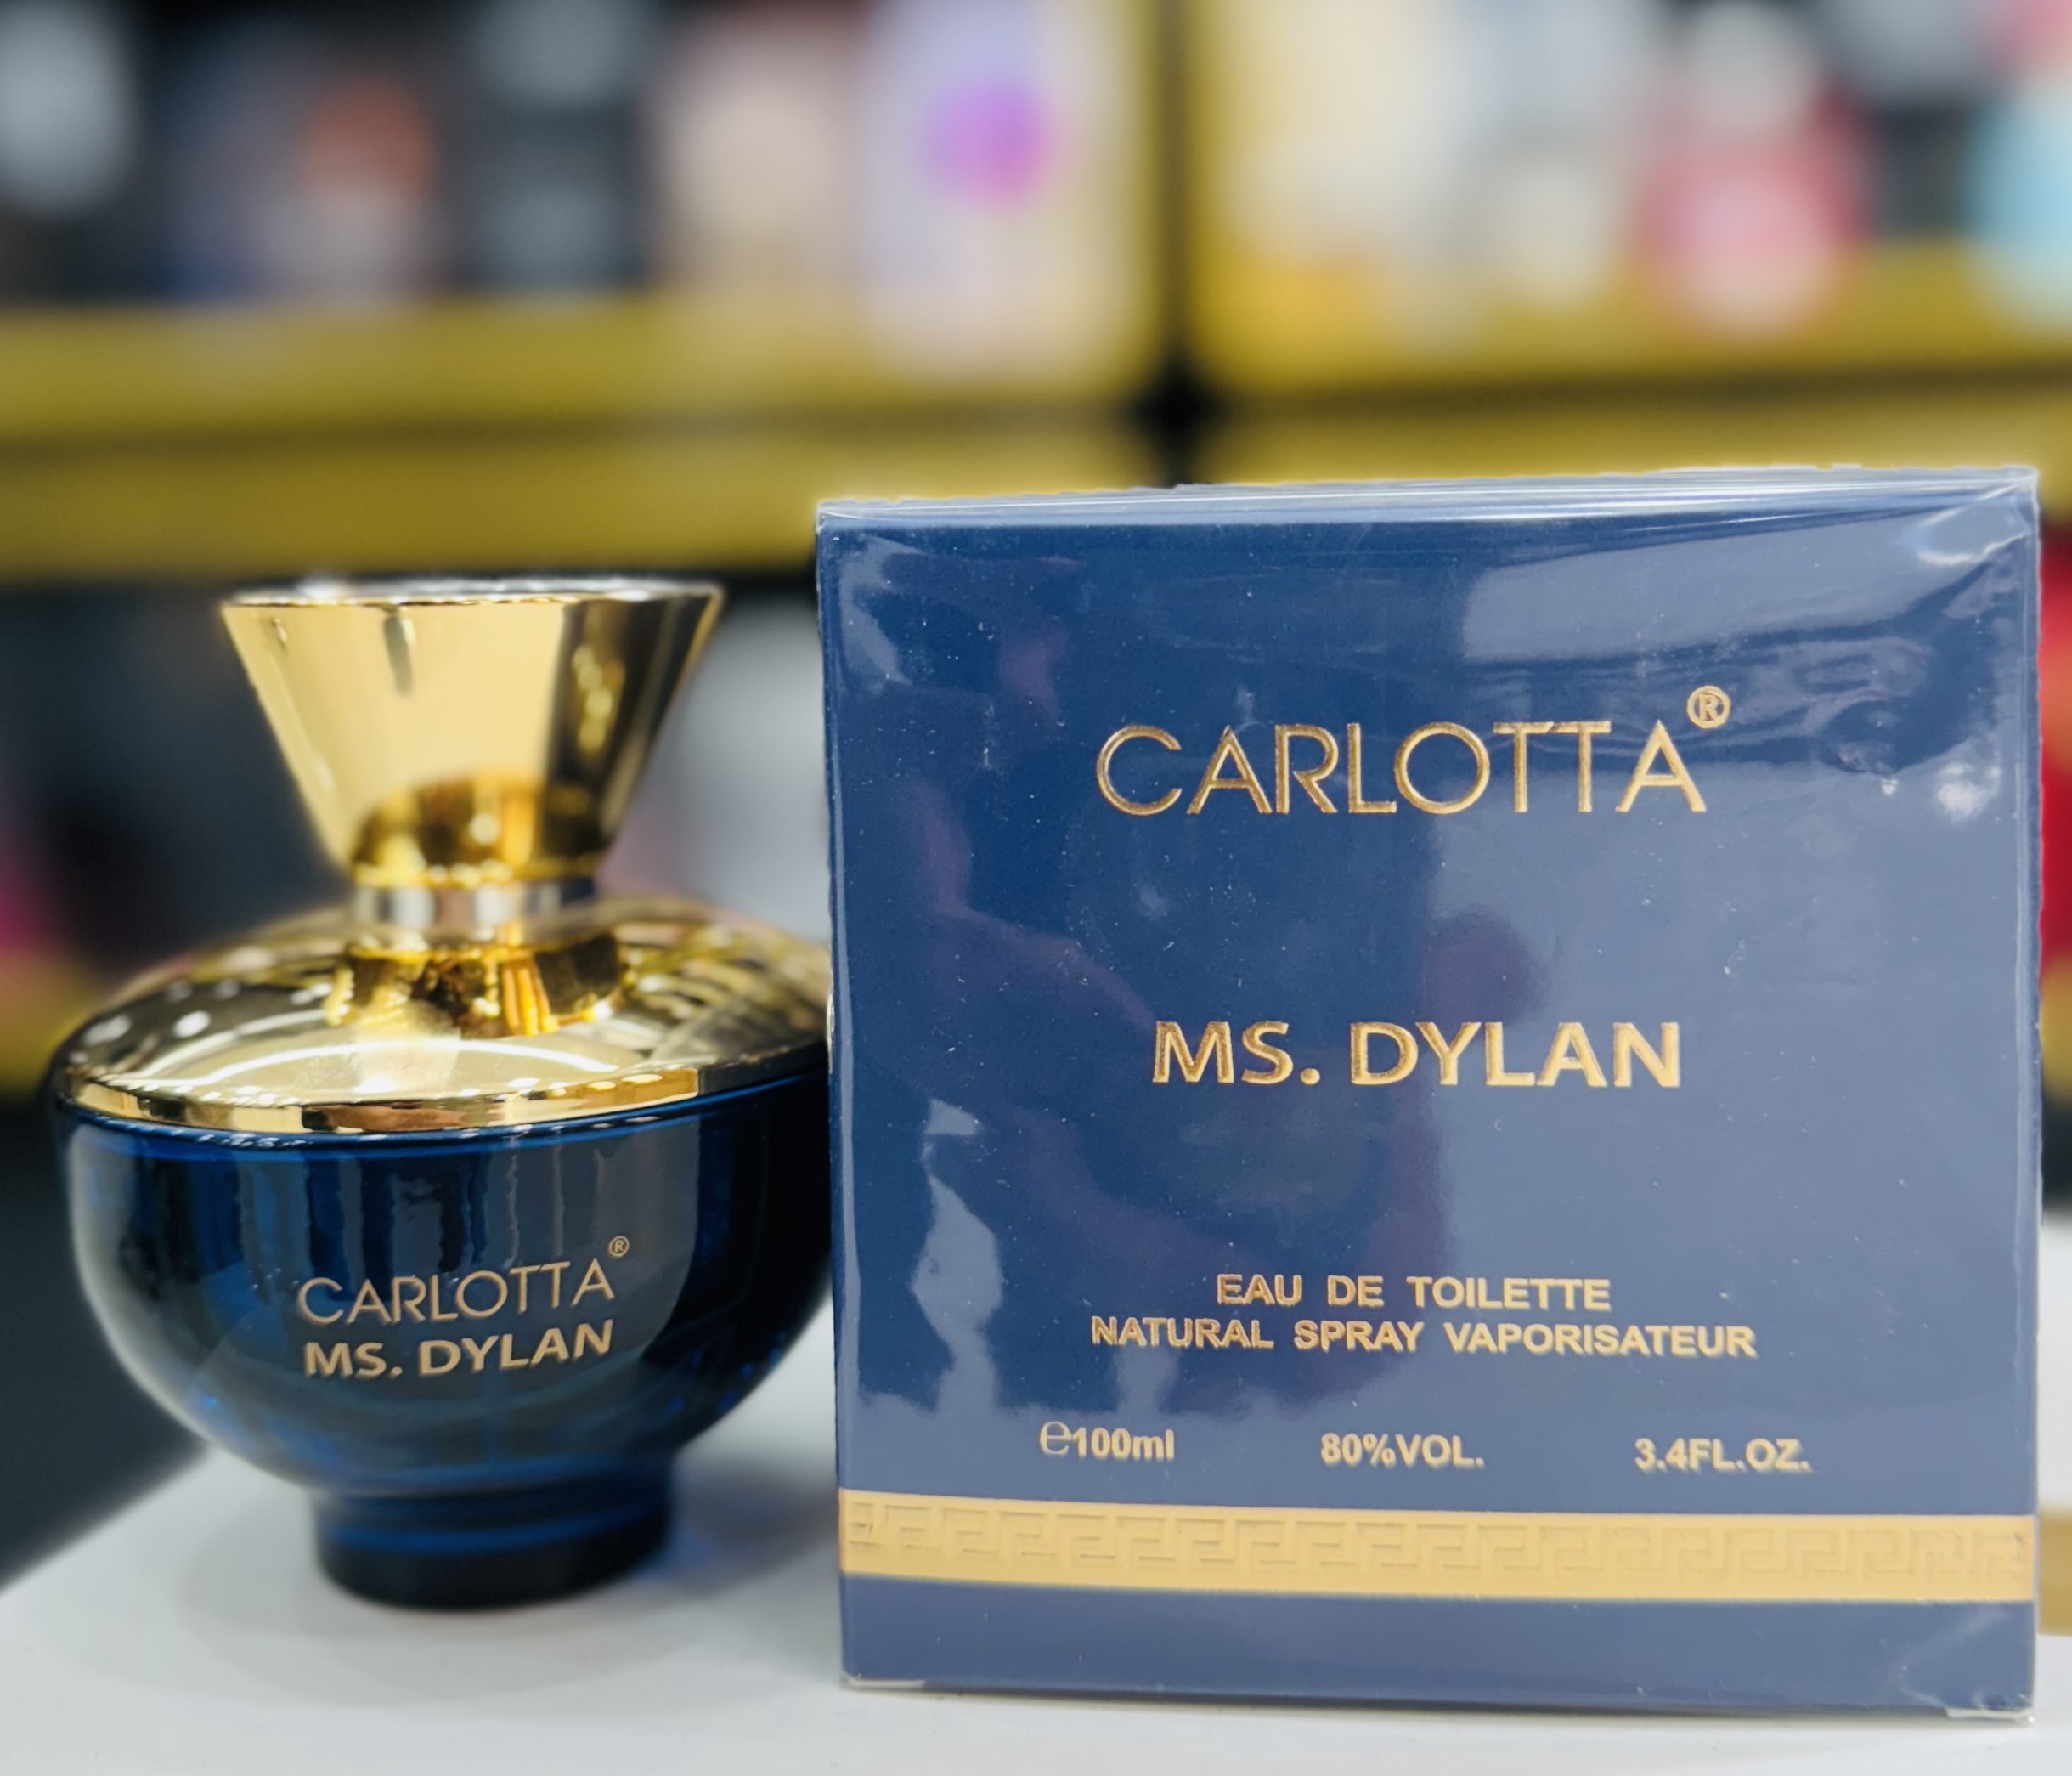 CARLOTTA®
MS. DYLAN
CARLOTTA®
MS. DYLAN
EAU DE TOILETTE
NATURAL SPRAY VAPORISATEUR
℮100ml 80%VOL. 3.4FL.OZ.